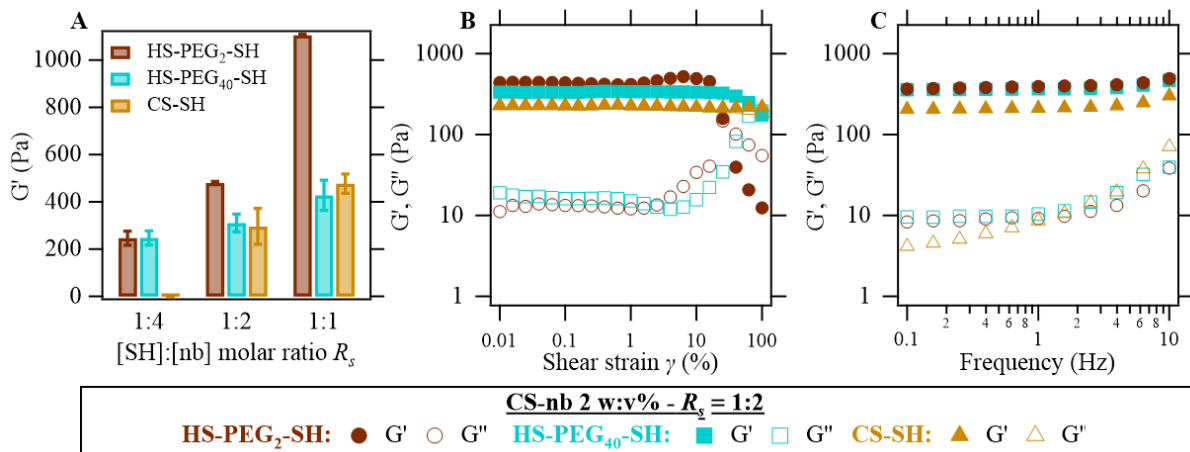 A
HS-PEG2-SH
HS-PEG40-SH
CS-SH
G' (Pa)
1000
800
600
400
200
0
1:4 1:2 1:1
[SH]:[nb] molar ratio Rs
B
G', G'' (Pa)
1000
100
10
1
0.01 0.1 1 10 100
Shear strain γ (%)
C
G', G'' (Pa)
1000
100
10
1
0.1 2 4 6 8 1 2 4 6 8 10
Frequency (Hz)
CS-nb 2 w:v% - Rs = 1:2
HS-PEG2-SH: G' G'' HS-PEG40-SH: G' G'' CS-SH: G' G''